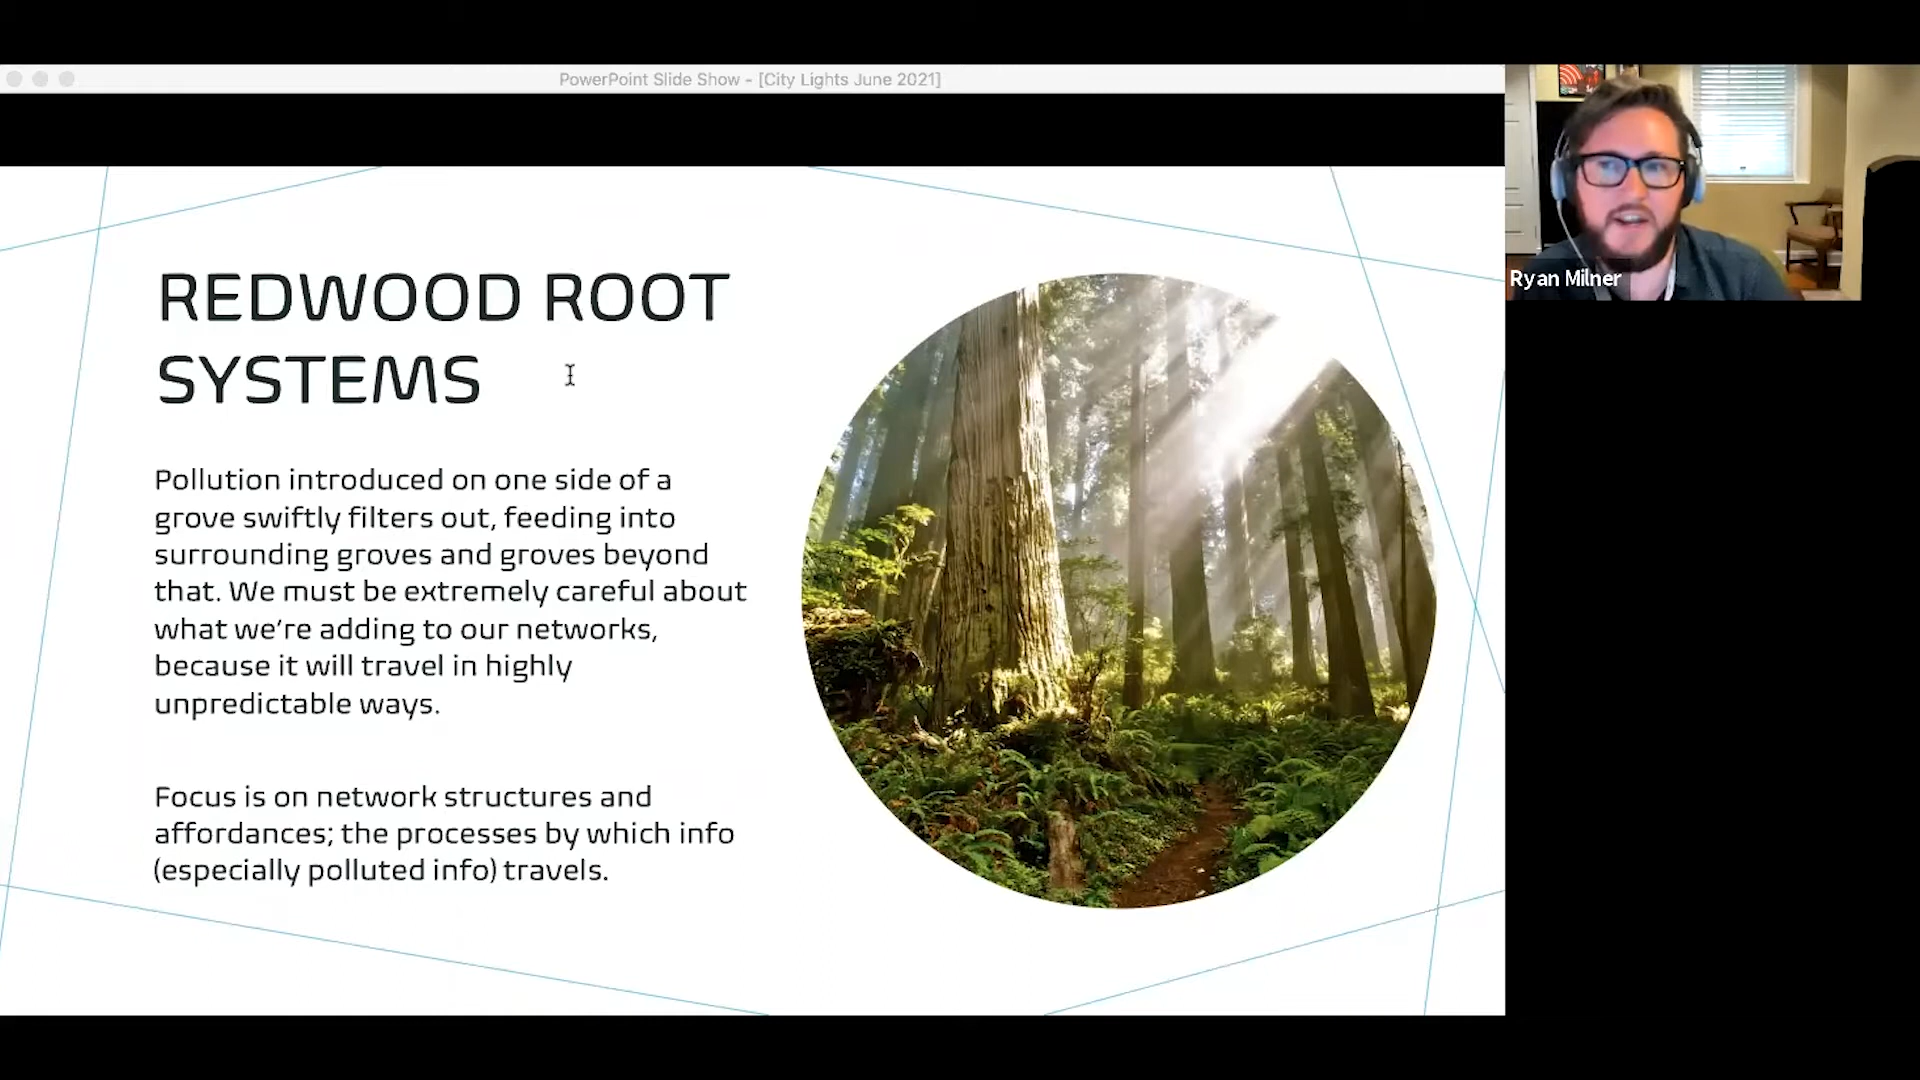 PowerPoint Slide Show - [City Lights June 2021]
Ryan Milner
REDWOOD ROOT
SYSTEMS
Pollution introduced on one side of a
grove swiftly filters out, feeding into
surrounding groves and groves beyond
that. We must be extremely careful about
what we’re adding to our networks,
because it will travel in highly
unpredictable ways.
Focus is on network structures and
affordances; the processes by which info
(especially polluted info) travels.